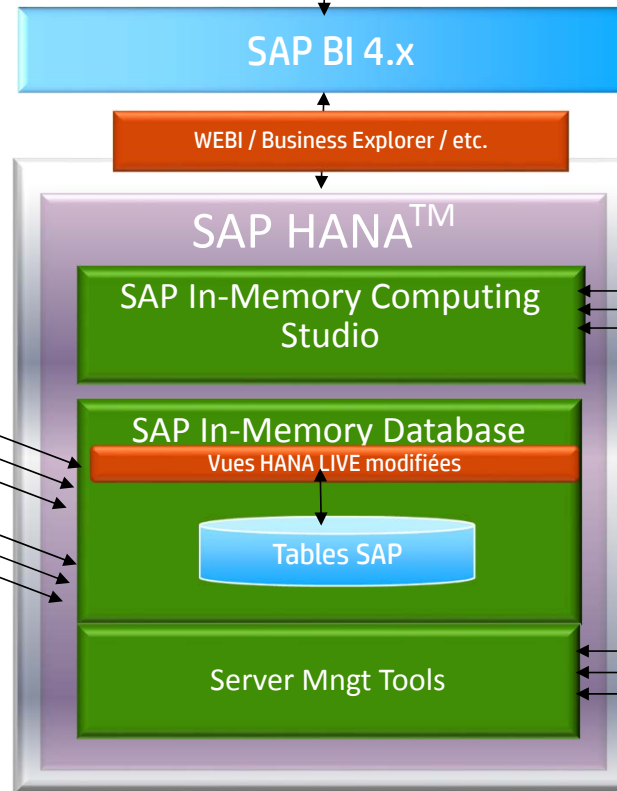 SAP BI 4.x
WEBI / Business Explorer / etc.
SAP HANA™
SAP In-Memory Computing
Studio
SAP In-Memory Database
Vues HANA LIVE modifiées
Tables SAP
Server Mngt Tools